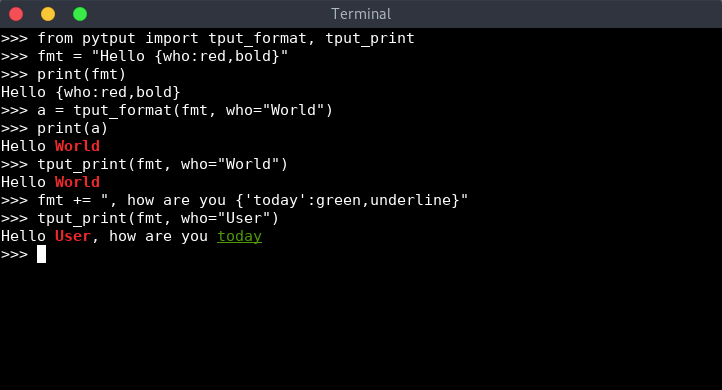 Terminal
>>> from pytput import tput_format, tput_print
>>> fmt = "Hello {who:red,bold}"
>>> print(fmt)
Hello {who:red,bold}
>>> a = tput_format(fmt, who="World")
>>> print(a)
Hello World
>>> tput_print(fmt, who="World")
Hello World
>>> fmt += ", how are you {'today':green,underline}"
>>> tput_print(fmt, who="User")
Hello User, how are you today
>>>